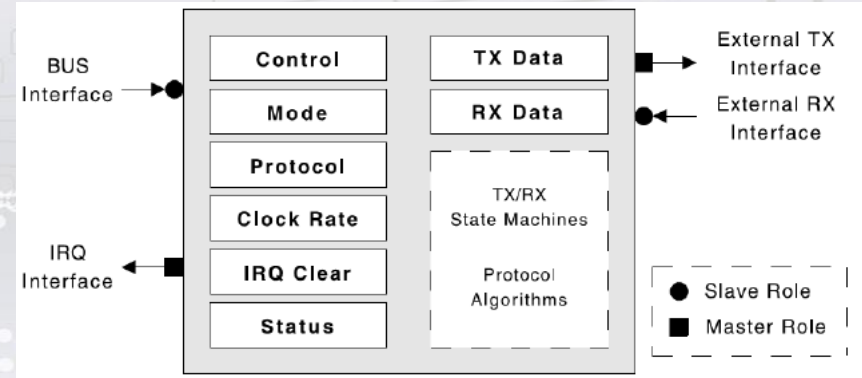 BUS
Interface
IRQ
Interface
Control
Mode
Protocol
Clock Rate
IRQ Clear
Status
TX Data
RX Data
TX/RX
State Machines
Protocol
Algorithms
External TX
Interface
External RX
Interface
Slave Role
Master Role